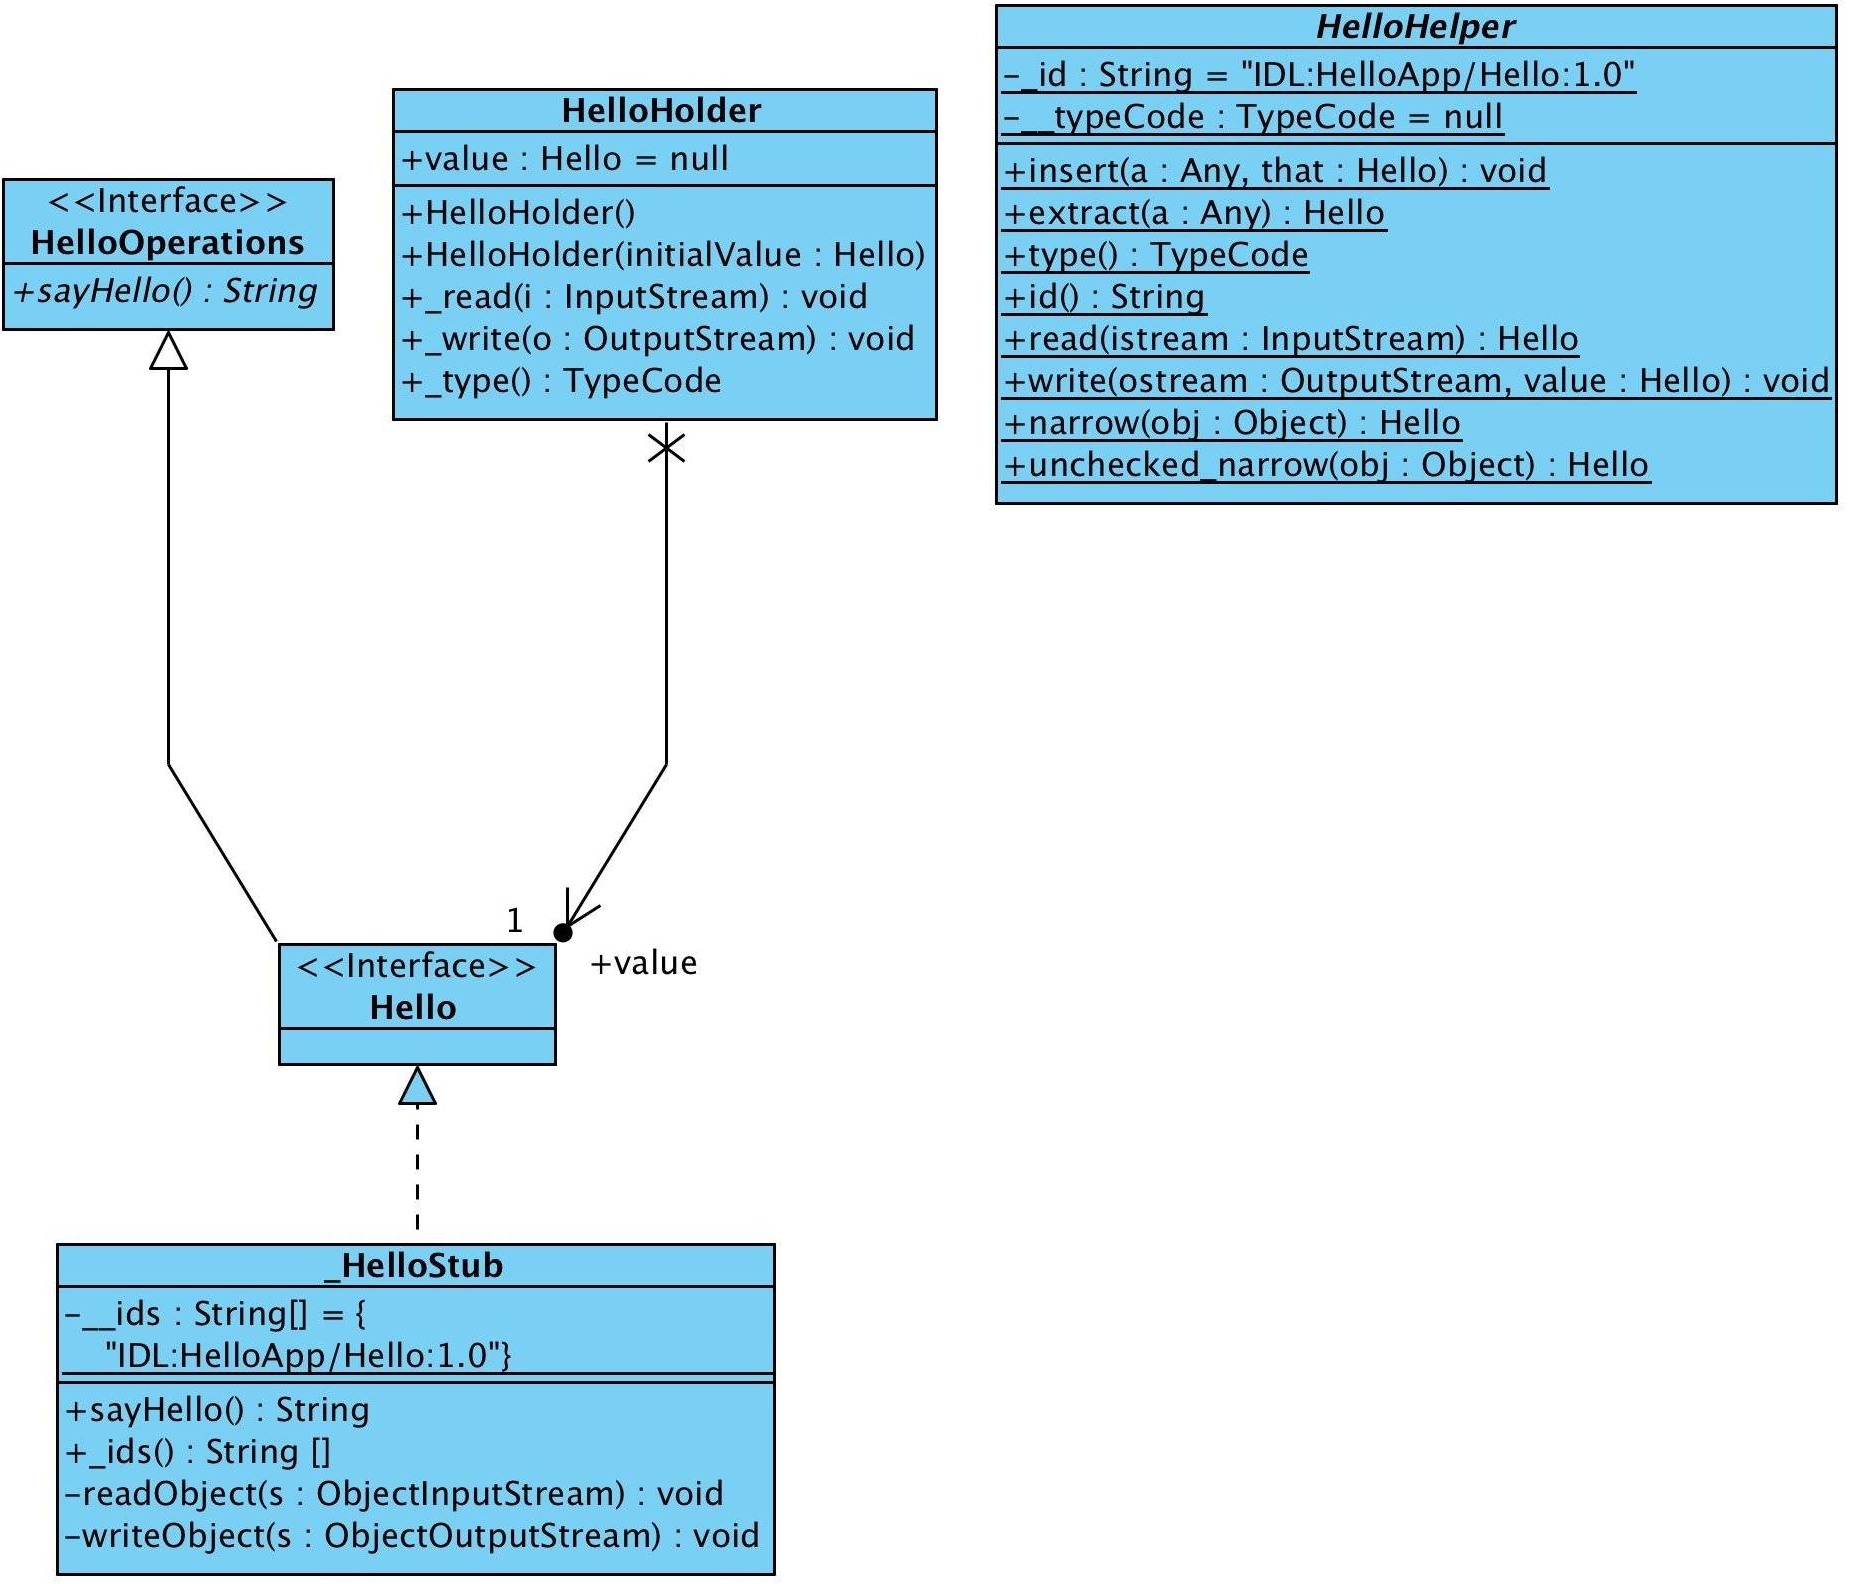 <<Interface>>
HelloOperations
+sayHello() : String
HelloHolder
+value : Hello = null
+HelloHolder()
+HelloHolder(initialValue : Hello)
+_read(i : InputStream) : void
+_write(o : OutputStream) : void
+_type() : TypeCode
HelloHelper
-_id : String = "IDL:HelloApp/Hello:1.0"
-__typeCode : TypeCode = null
+insert(a : Any, that : Hello) : void
+extract(a : Any) : Hello
+type() : TypeCode
+id() : String
+read(istream : InputStream) : Hello
+write(ostream : OutputStream, value : Hello) : void
+narrow(obj : Object) : Hello
+unchecked_narrow(obj : Object) : Hello
1
+value
<<Interface>>
Hello
_HelloStub
-__ids : String[] = {
"IDL:HelloApp/Hello:1.0"}
+sayHello() : String
+_ids() : String []
-readObject(s : ObjectInputStream) : void
-writeObject(s : ObjectOutputStream) : void